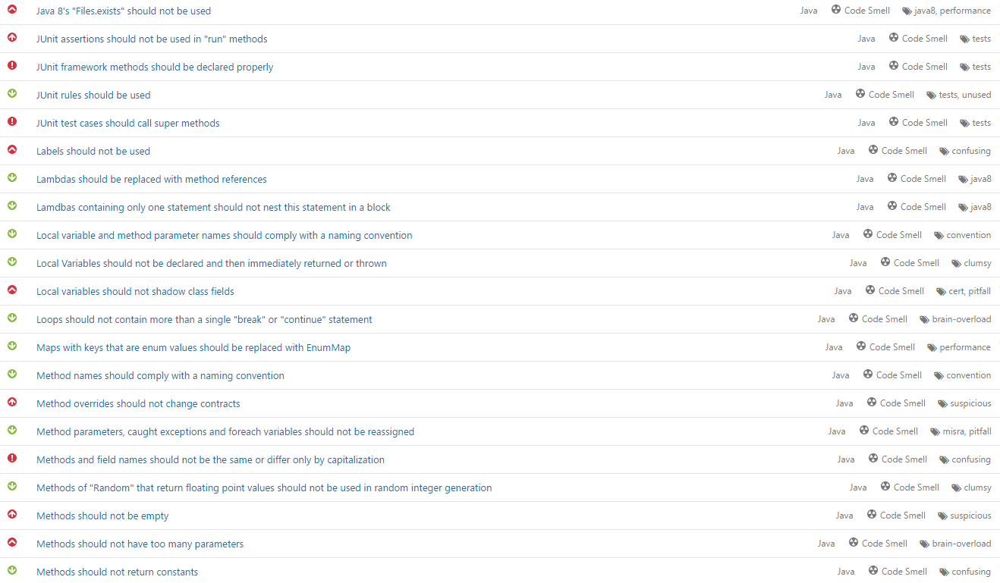 Java 8's "Files.exists" should not be used Java Code Smell java8, performance
JUnit assertions should not be used in "run" methods Java Code Smell tests
JUnit framework methods should be declared properly Java Code Smell tests
JUnit rules should be used Java Code Smell tests, unused
JUnit test cases should call super methods Java Code Smell tests
Labels should not be used Java Code Smell confusing
Lambdas should be replaced with method references Java Code Smell java8
Lamdbas containing only one statement should not nest this statement in a block Java Code Smell java8
Local variable and method parameter names should comply with a naming convention Java Code Smell convention
Local Variables should not be declared and then immediately returned or thrown Java Code Smell clumsy
Local variables should not shadow class fields Java Code Smell cert, pitfall
Loops should not contain more than a single "break" or "continue" statement Java Code Smell brain-overload
Maps with keys that are enum values should be replaced with EnumMap Java Code Smell performance
Method names should comply with a naming convention Java Code Smell convention
Method overrides should not change contracts Java Code Smell suspicious
Method parameters, caught exceptions and foreach variables should not be reassigned Java Code Smell misra, pitfall
Methods and field names should not be the same or differ only by capitalization Java Code Smell confusing
Methods of "Random" that return floating point values should not be used in random integer generation Java Code Smell clumsy
Methods should not be empty Java Code Smell suspicious
Methods should not have too many parameters Java Code Smell brain-overload
Methods should not return constants Java Code Smell confusing